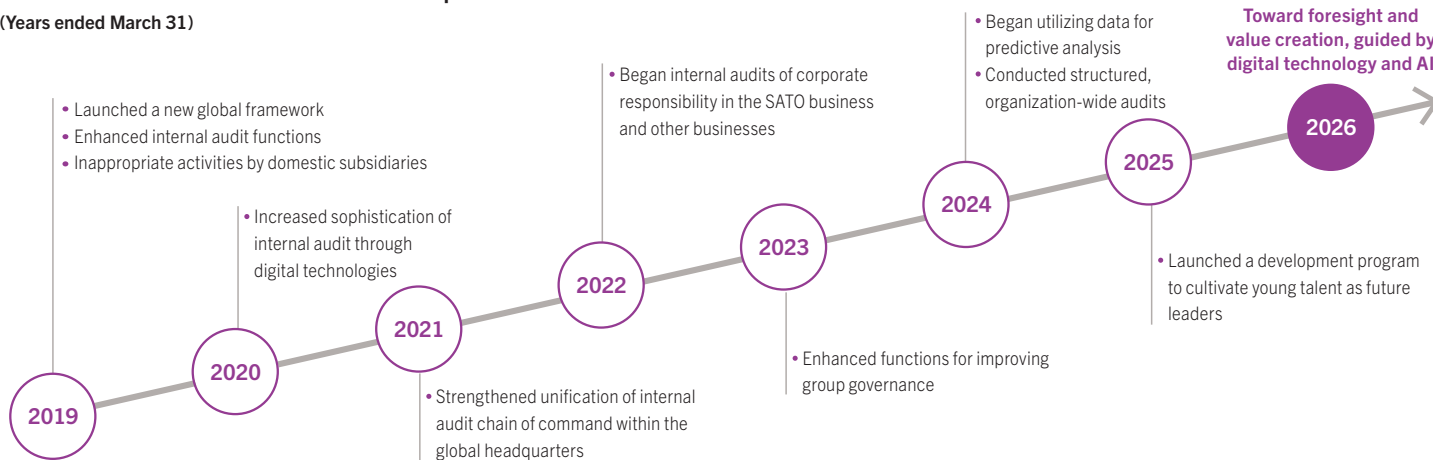 (Years ended March 31)
• Launched a new global framework
• Enhanced internal audit functions
• Inappropriate activities by domestic subsidiaries
2019
• Increased sophistication of
internal audit through
digital technologies
2020
2021
• Strengthened unification of internal
audit chain of command within the
global headquarters
• Began internal audits of corporate
responsibility in the SATO business
and other businesses
2022
2023
• Enhanced functions for improving
group governance
• Began utilizing data for
predictive analysis
• Conducted structured,
organization-wide audits
2024
2025
• Launched a development program
to cultivate young talent as future
leaders
Toward foresight and
value creation, guided by
digital technology and AI
2026